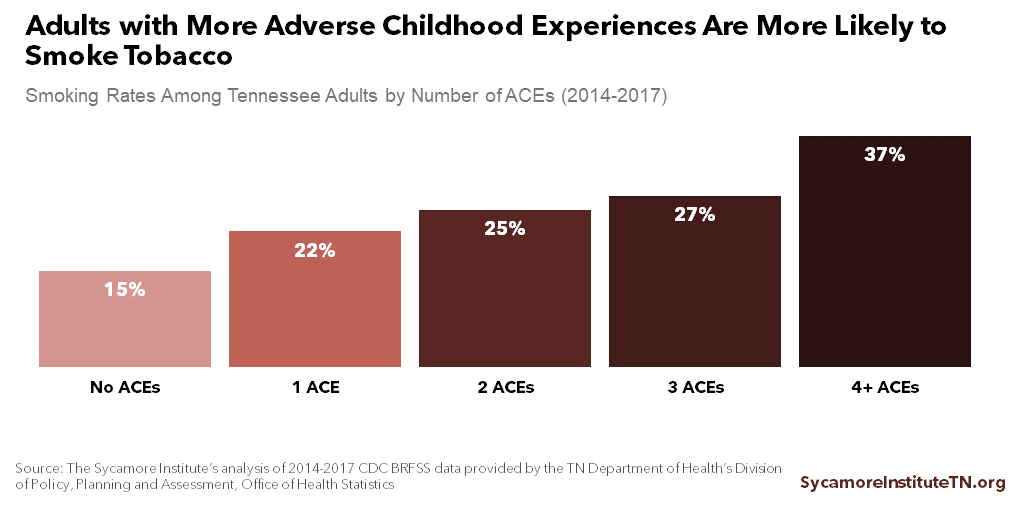 Adults with More Adverse Childhood Experiences Are More Likely to
Smoke Tobacco
Smoking Rates Among Tennessee Adults by Number of ACEs (2014-2017)
15%
22%
25%
27%
37%
No ACEs
1 ACE
2 ACEs
3 ACEs
4+ ACEs
Source: The Sycamore Institute's analysis of 2014-2017 CDC BRFSS data provided by the TN Department of Health's Division
of Policy, Planning and Assessment, Office of Health Statistics
SycamoreInstituteTN.org